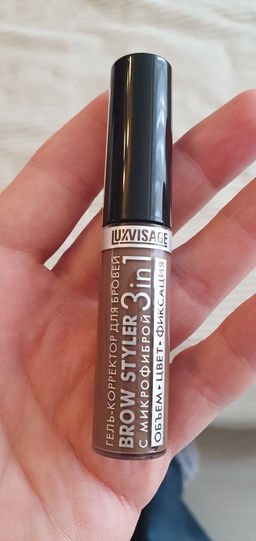 LUXVISAGE
ГЕЛЬ-КОРРЕКТОР ДЛЯ БРОВЕЙ
BROW STYLER 3in1
С МИКРОФИБРОЙ
ОБЪЕМ • ЦВЕТ • ФИКСАЦИЯ